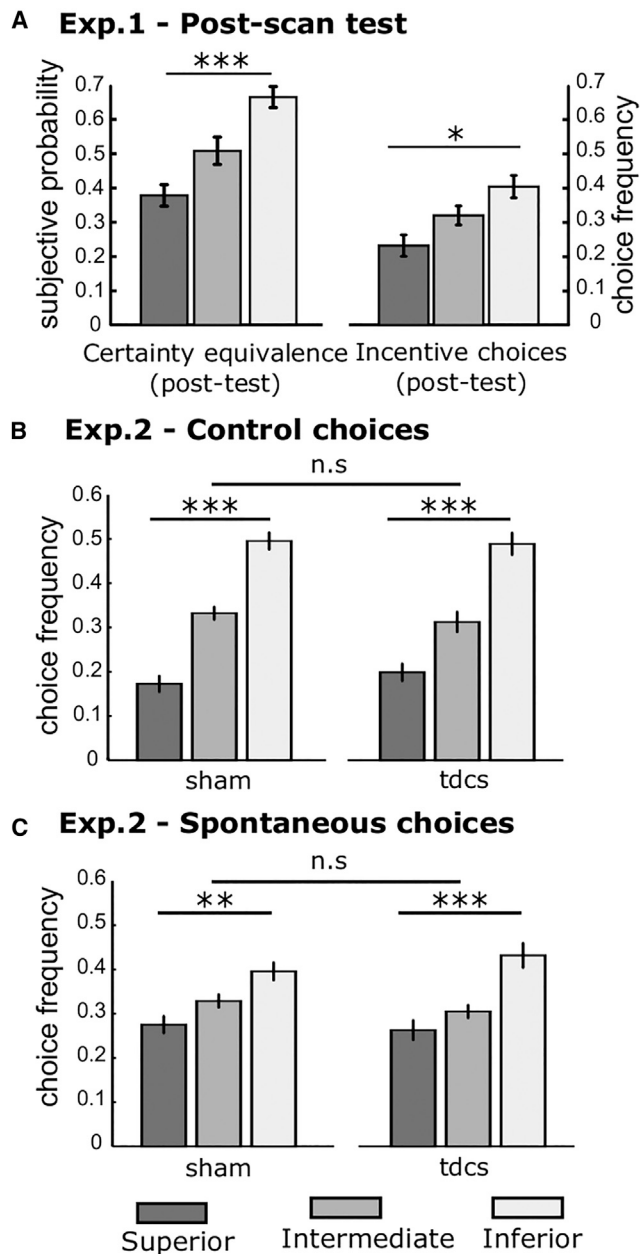 A Exp.1 - Post-scan test
subjective probability
0.7
0.6
0.5
0.4
0.3
0.2
0.1
0
***
*
0.7
0.6
0.5
0.4
0.3
0.2
0.1
0
choice frequency
Certainty equivalence Incentive choices
(post-test) (post-test)
B Exp.2 - Control choices
n.s
choice frequency
0.6
0.5
0.4
0.3
0.2
0.1
0
*** ***
sham tdcs
C Exp.2 - Spontaneous choices
n.s
choice frequency
0.6
0.4
0.3
0.2
0.1
0
** ***
sham tdcs
Superior Intermediate Inferior